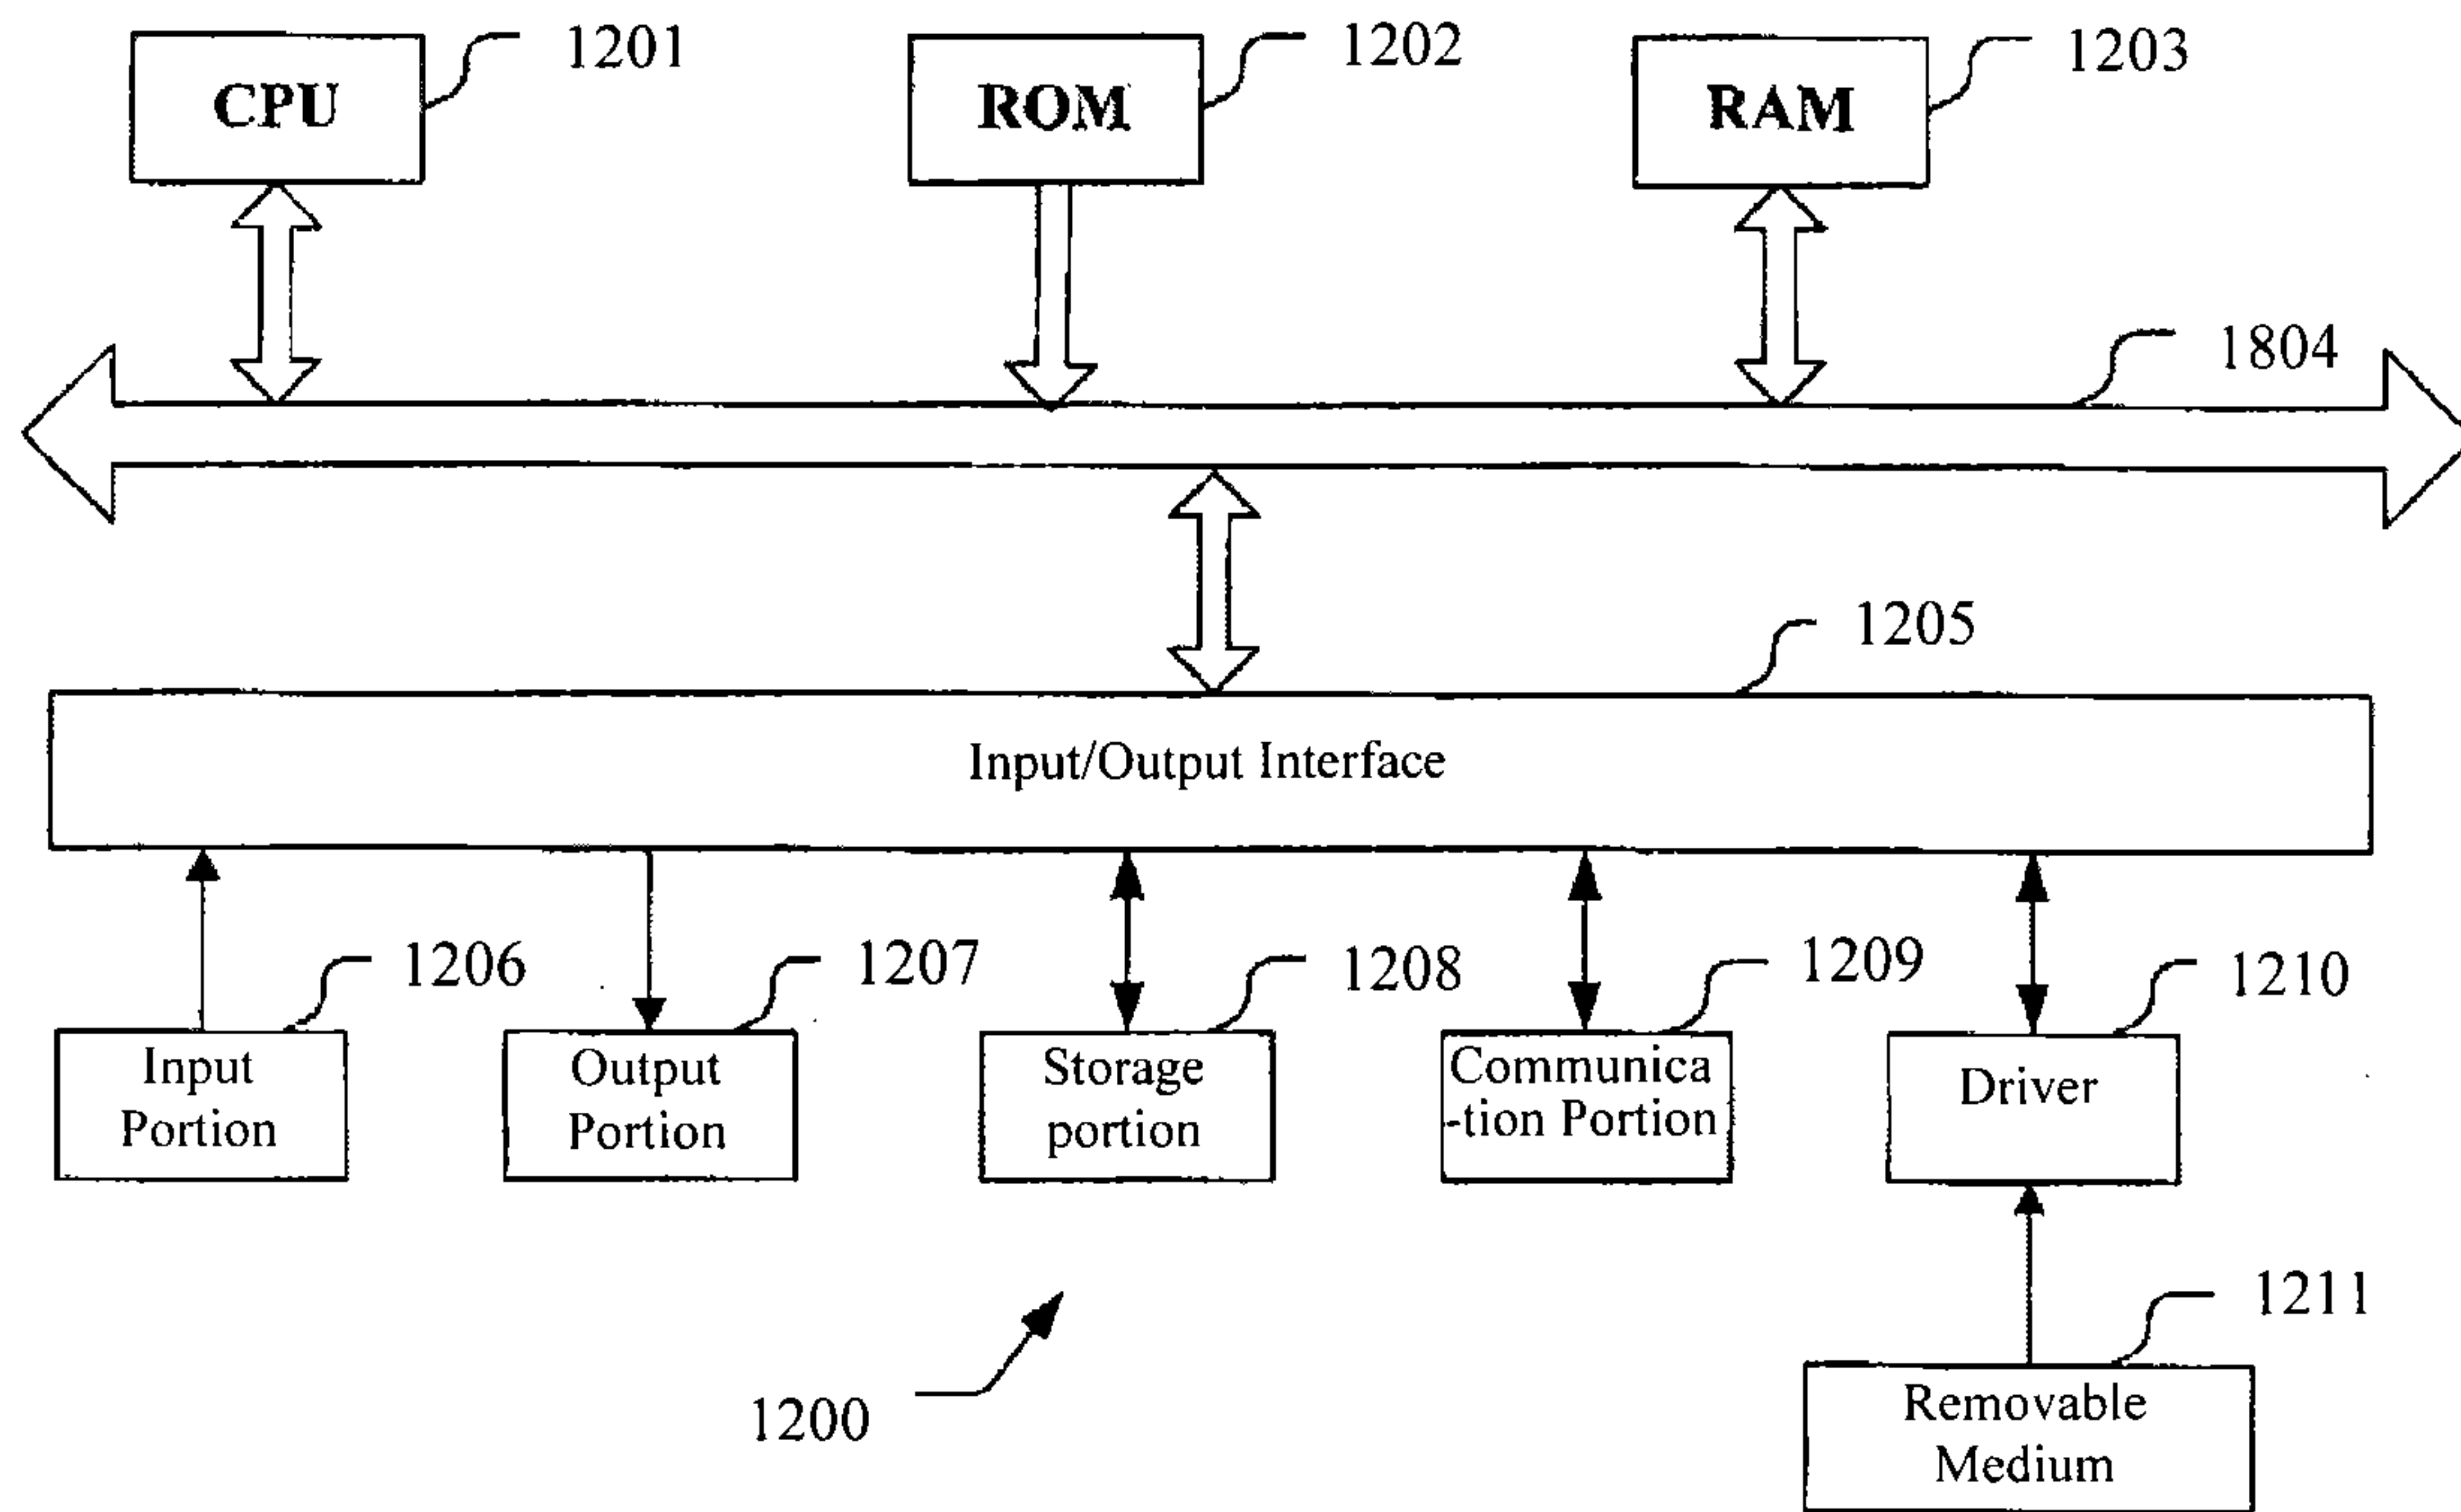 CPU
1201
ROM
1202
RAM
1203
1804
1205
Input/Output Interface
1206
1207
1208
1209
1210
Input
Portion
Output
Portion
Storage
portion
Communica
-tion Portion
Driver
1211
1200
Removable
Medium